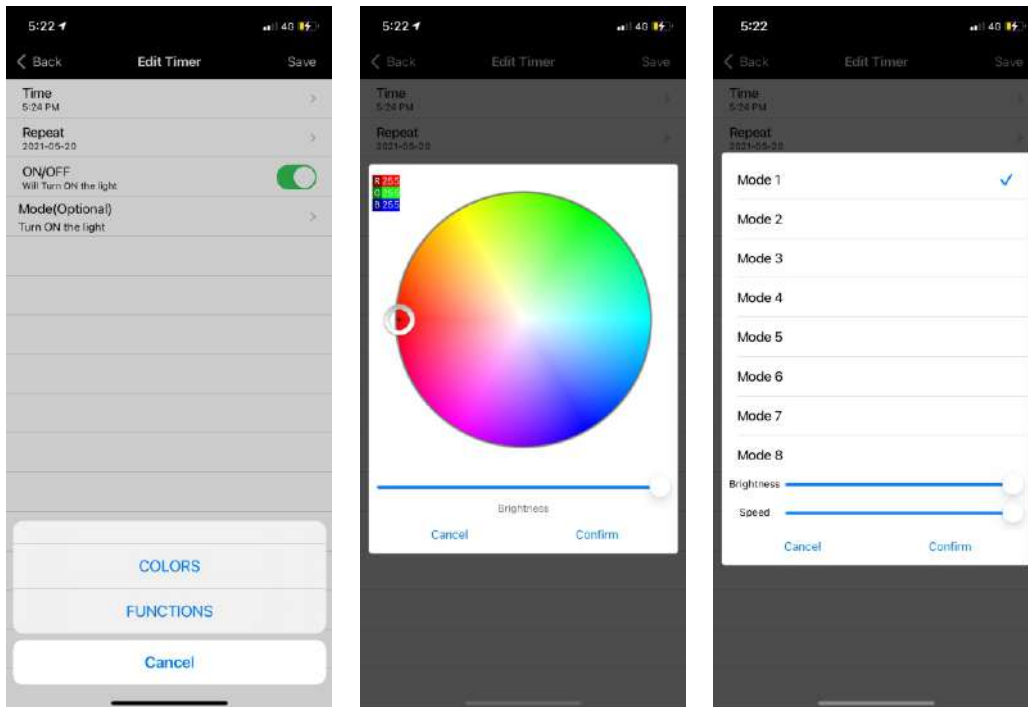 5:22
4G
Back
Edit Timer
Save
Time
5:24 PM
Repeat
2021-05-20
ON/OFF
Will Turn ON the light
Mode(Optional)
Turn ON the light
COLORS
FUNCTIONS
Cancel
5:22
4G
Back
Edit Timer
Save
Time
5:24 PM
Repeat
2021-05-20
R 255
G 255
B 255
Brightness
Cancel
Confirm
5:22
4G
Back
Edit Timer
Save
Time
5:24 PM
Repeat
2021-05-20
Mode 1
Mode 2
Mode 3
Mode 4
Mode 5
Mode 6
Mode 7
Mode 8
Brightness
Speed
Cancel
Confirm